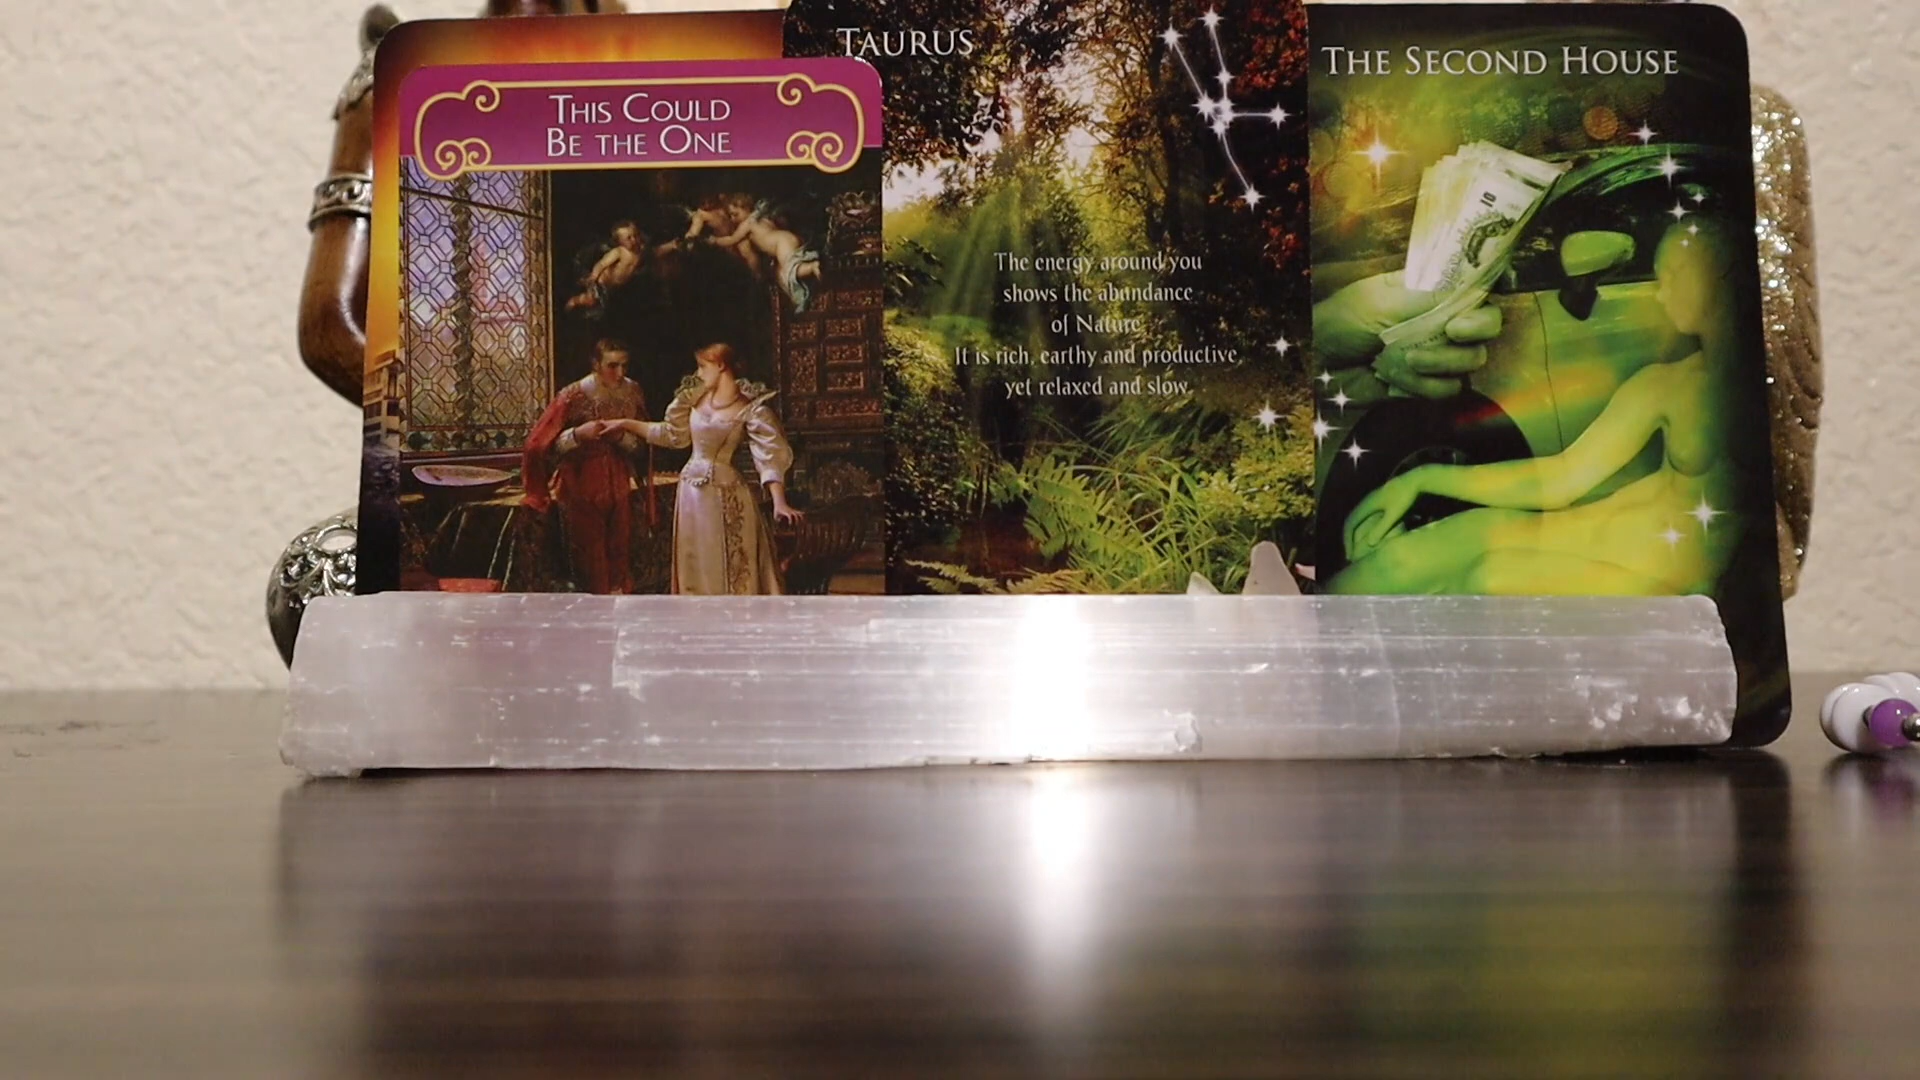 THIS COULD
BE THE ONE
TAURUS
The energy around you
shows the abundance
of Nature
It is rich, earthy and productive,
yet relaxed and slow.
THE SECOND HOUSE
10